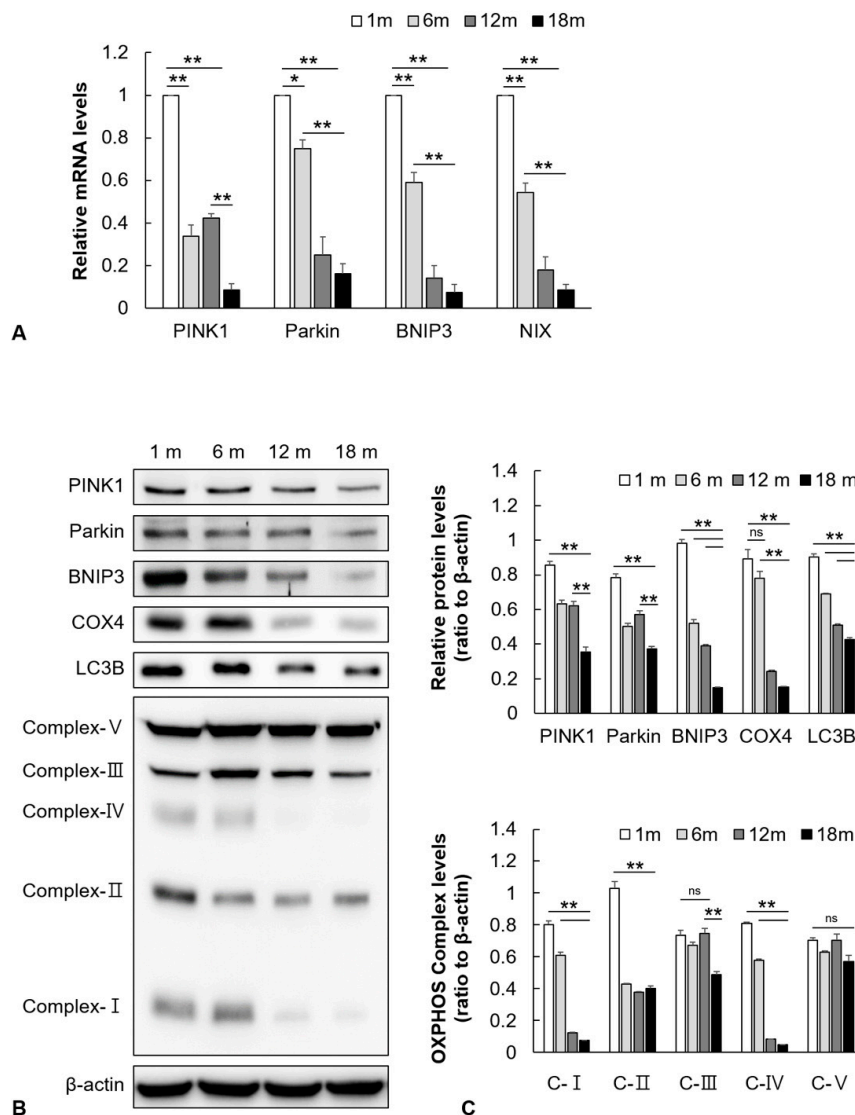 1m 6m 12m 18m
Relative mRNA levels
1.2
1
0.8
0.6
0.4
0.2
0
** ** ** **
** * ** **
** ** ** **
PINK1 Parkin BNIP3 NIX
A
1 m 6 m 12 m 18 m
PINK1
Parkin
BNIP3
COX4
LC3B
Complex-Ⅴ
Complex-Ⅲ
Complex-Ⅳ
Complex-Ⅱ
Complex-Ⅰ
β-actin
B
1 m 6 m 12 m 18 m
Relative protein levels
(ratio to β-actin)
1.4
1.2
1
0.8
0.6
0.4
0.2
0
** ** ** ** **
ns
** ** **
PINK1 Parkin BNIP3 COX4 LC3B
1m 6m 12m 18m
OXPHOS Complex levels
(ratio to β-actin)
1.4
1.2
1
0.8
0.6
0.4
0.2
0
** ** ns ** ns
**
C-Ⅰ C-Ⅱ C-Ⅲ C-Ⅳ C-Ⅴ
C